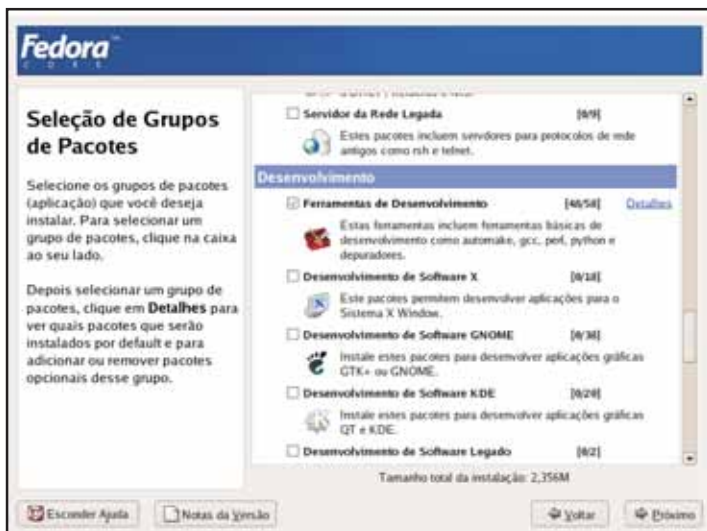 Fedora™
CORE
Seleção de Grupos
de Pacotes
Selecione os grupos de pacotes
(aplicação) que você deseja
instalar. Para selecionar um
grupo de pacotes, clique na caixa
ao seu lado.
Depois selecionar um grupo de
pacotes, clique em Detalhes para
ver quais pacotes que serão
instalados por default e para
adicionar ou remover pacotes
opcionais desse grupo.
Servidor da Rede Legada [0/9]
Estes pacotes incluem servidores para protocolos de rede
antigos como rsh e telnet.
Desenvolvimento
Ferramentas de Desenvolvimento [48/58] Detalhes
Estas ferramentas incluem ferramentas básicas de
desenvolvimento como automake, gcc, perl, python e
depuradores.
Desenvolvimento de Software X [0/18]
Este pacotes permitem desenvolver aplicações para o
Sistema X Window.
Desenvolvimento de Software GNOME [0/36]
Instale estes pacotes para desenvolver aplicações gráficas
GTK+ ou GNOME.
Desenvolvimento de Software KDE [0/20]
Instale estes pacotes para desenvolver aplicações gráficas
QT e KDE.
Desenvolvimento de Software Legado [0/2]
Tamanho total da instalação: 2,356M
Esconder Ajuda Notas da Versão Voltar Próximo